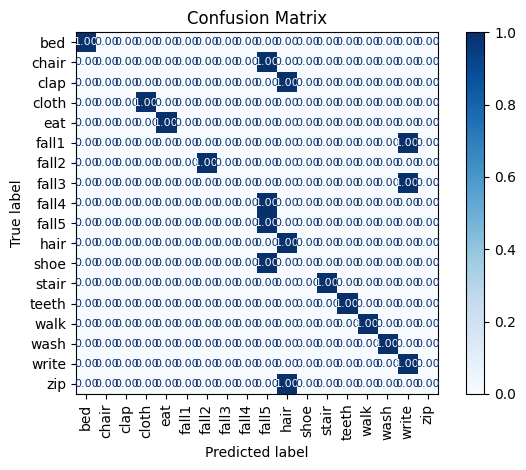 Confusion Matrix
True label
bed 1.00 0.00 0.00 0.00 0.00 0.00 0.00 0.00 0.00 0.00 0.00 0.00 0.00 0.00 0.00 0.00 0.00 0.00
chair 0.00 0.00 0.00 0.00 0.00 0.00 0.00 0.00 0.00 1.00 0.00 0.00 0.00 0.00 0.00 0.00 0.00 0.00
clap 0.00 0.00 0.00 0.00 0.00 0.00 0.00 0.00 0.00 0.00 1.00 0.00 0.00 0.00 0.00 0.00 0.00 0.00
cloth 0.00 0.00 0.00 1.00 0.00 0.00 0.00 0.00 0.00 0.00 0.00 0.00 0.00 0.00 0.00 0.00 0.00 0.00
eat 0.00 0.00 0.00 0.00 1.00 0.00 0.00 0.00 0.00 0.00 0.00 0.00 0.00 0.00 0.00 0.00 0.00 0.00
fall1 0.00 0.00 0.00 0.00 0.00 0.00 0.00 0.00 0.00 0.00 0.00 0.00 0.00 0.00 0.00 0.00 1.00 0.00
fall2 0.00 0.00 0.00 0.00 0.00 0.00 1.00 0.00 0.00 0.00 0.00 0.00 0.00 0.00 0.00 0.00 0.00 0.00
fall3 0.00 0.00 0.00 0.00 0.00 0.00 0.00 0.00 0.00 0.00 0.00 0.00 0.00 0.00 0.00 0.00 1.00 0.00
fall4 0.00 0.00 0.00 0.00 0.00 0.00 0.00 0.00 0.00 1.00 0.00 0.00 0.00 0.00 0.00 0.00 0.00 0.00
fall5 0.00 0.00 0.00 0.00 0.00 0.00 0.00 0.00 0.00 1.00 0.00 0.00 0.00 0.00 0.00 0.00 0.00 0.00
hair 0.00 0.00 0.00 0.00 0.00 0.00 0.00 0.00 0.00 0.00 1.00 0.00 0.00 0.00 0.00 0.00 0.00 0.00
shoe 0.00 0.00 0.00 0.00 0.00 0.00 0.00 0.00 0.00 1.00 0.00 0.00 0.00 0.00 0.00 0.00 0.00 0.00
stair 0.00 0.00 0.00 0.00 0.00 0.00 0.00 0.00 0.00 0.00 0.00 0.00 1.00 0.00 0.00 0.00 0.00 0.00
teeth 0.00 0.00 0.00 0.00 0.00 0.00 0.00 0.00 0.00 0.00 0.00 0.00 0.00 1.00 0.00 0.00 0.00 0.00
walk 0.00 0.00 0.00 0.00 0.00 0.00 0.00 0.00 0.00 0.00 0.00 0.00 0.00 0.00 1.00 0.00 0.00 0.00
wash 0.00 0.00 0.00 0.00 0.00 0.00 0.00 0.00 0.00 0.00 0.00 0.00 0.00 0.00 0.00 1.00 0.00 0.00
write 0.00 0.00 0.00 0.00 0.00 0.00 0.00 0.00 0.00 0.00 0.00 0.00 0.00 0.00 0.00 0.00 1.00 0.00
zip 0.00 0.00 0.00 0.00 0.00 0.00 0.00 0.00 0.00 0.00 1.00 0.00 0.00 0.00 0.00 0.00 0.00 0.00
bed chair clap cloth eat fall1 fall2 fall3 fall4 fall5 hair shoe stair teeth walk wash write zip
Predicted label
1.0
0.8
0.6
0.4
0.2
0.0